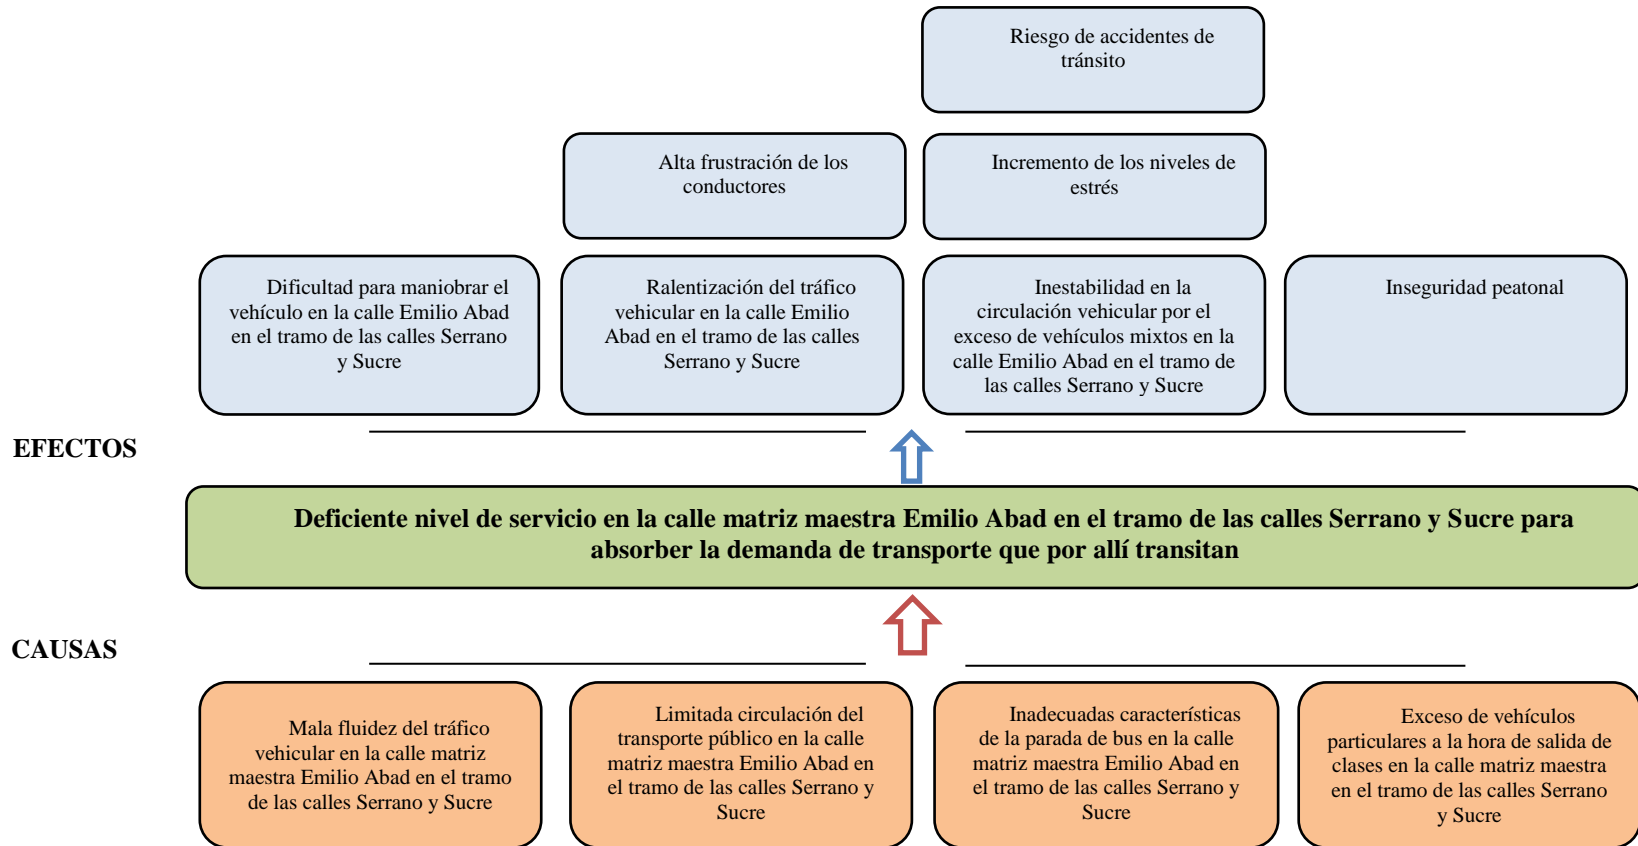 Riesgo de accidentes de
tránsito
Alta frustración de los
conductores
Incremento de los niveles de
estrés
Dificultad para maniobrar el
vehículo en la calle Emilio Abad
en el tramo de las calles Serrano
y Sucre
Ralentización del tráfico
vehicular en la calle Emilio
Abad en el tramo de las calles
Serrano y Sucre
Inestabilidad en la
circulación vehicular por el
exceso de vehículos mixtos en la
calle Emilio Abad en el tramo de
las calles Serrano y Sucre
Inseguridad peatonal
EFECTOS
Deficiente nivel de servicio en la calle matriz maestra Emilio Abad en el tramo de las calles Serrano y Sucre para
absorber la demanda de transporte que por allí transitan
CAUSAS
Mala fluidez del tráfico
vehicular en la calle matriz
maestra Emilio Abad en el tramo
de las calles Serrano y Sucre
Limitada circulación del
transporte público en la calle
matriz maestra Emilio Abad en
el tramo de las calles Serrano y
Sucre
Inadecuadas características
de la parada de bus en la calle
matriz maestra Emilio Abad en
el tramo de las calles Serrano y
Sucre
Exceso de vehículos
particulares a la hora de salida de
clases en la calle matriz maestra
en el tramo de las calles Serrano
y Sucre